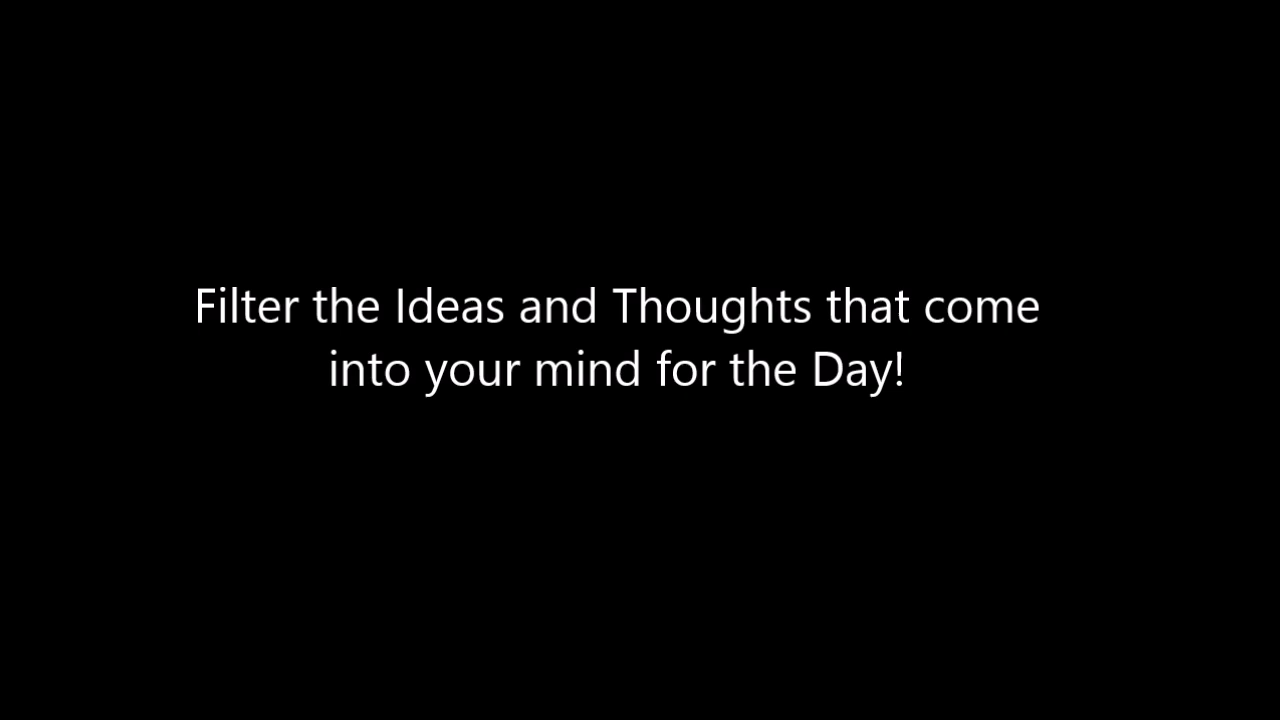 Filter the Ideas and Thoughts that come
into your mind for the Day!